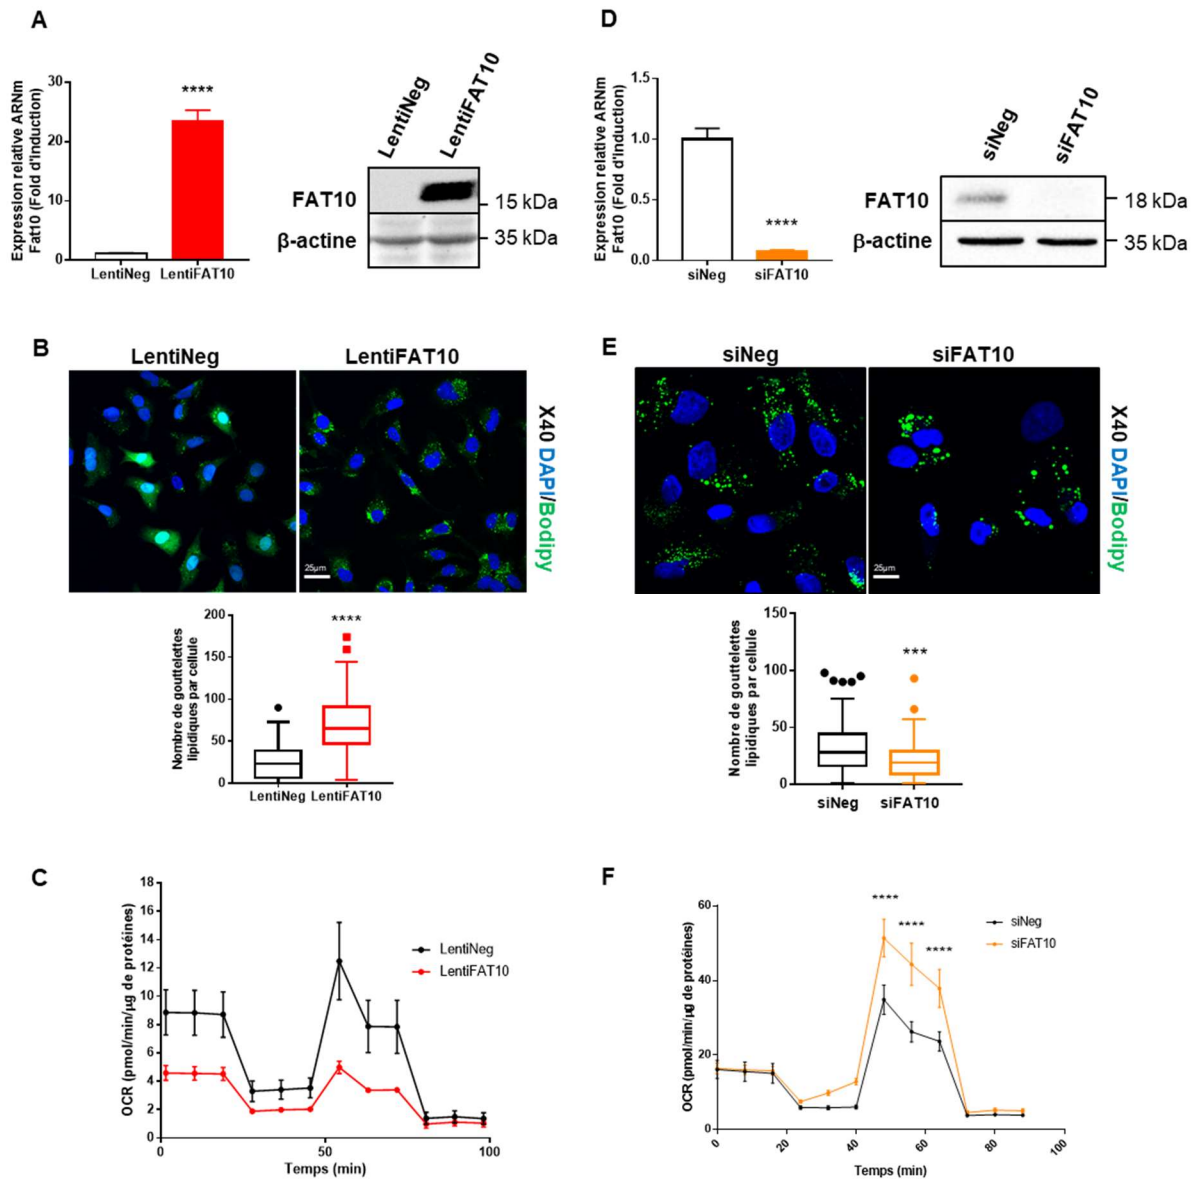 A
Expression relative ARNm
Fat10 (Fold d'induction)
30
20
10
0
LentiNeg
LentiFAT10
****
LentiNeg
LentiFAT10
FAT10
15 kDa
β-actine
35 kDa
D
Expression relative ARNm
Fat10 (Fold d'induction)
1.5
1.0
0.5
0.0
siNeg
siFAT10
****
siNeg
siFAT10
FAT10
18 kDa
β-actine
35 kDa
B
LentiNeg
LentiFAT10
25µm
X40 DAPI/Bodipy
Nombre de gouttelettes
lipidiques par cellule
200
150
100
50
0
****
LentiNeg
LentiFAT10
E
siNeg
siFAT10
25µm
X40 DAPI/Bodipy
Nombre de gouttelettes
lipidiques par cellule
150
100
50
0
***
siNeg
siFAT10
C
OCR (pmol/min/µg de protéines)
18
16
14
12
10
8
6
4
2
0
0
50
100
Temps (min)
LentiNeg
LentiFAT10
F
OCR (pmol/min/µg de protéines)
60
40
20
0
0
20
40
60
80
100
Temps (min)
****
****
****
siNeg
siFAT10